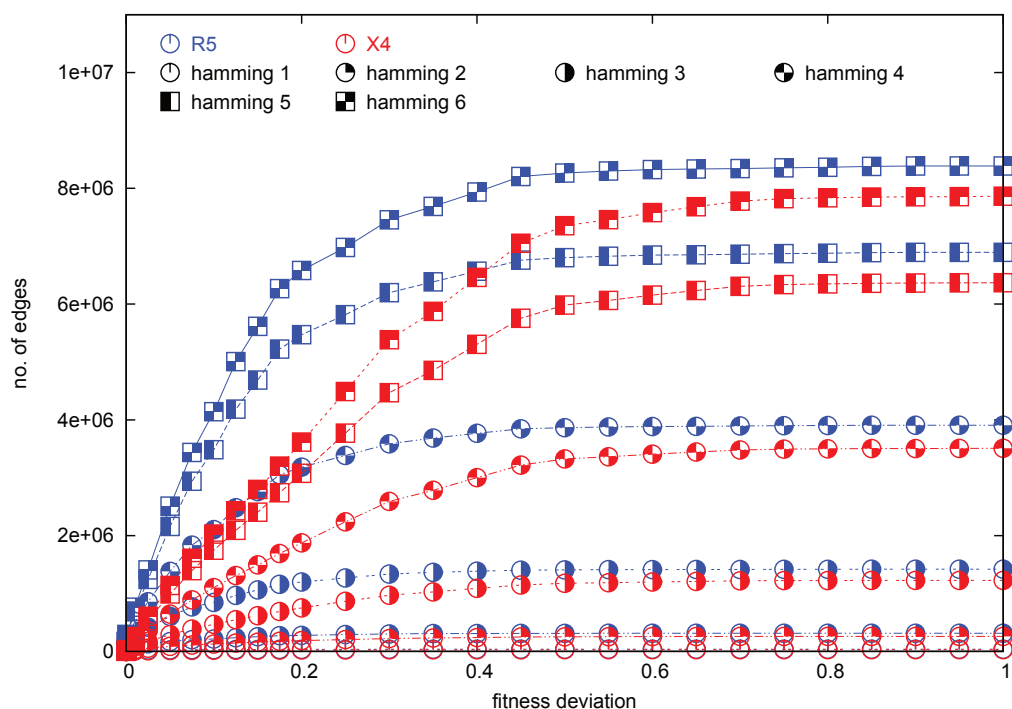 R5 X4
1e+07
hamming 1 hamming 2 hamming 3 hamming 4
hamming 5 hamming 6
8e+06
6e+06
4e+06
2e+06
0
no. of edges
0 0.2 0.4 0.6 0.8 1
fitness deviation